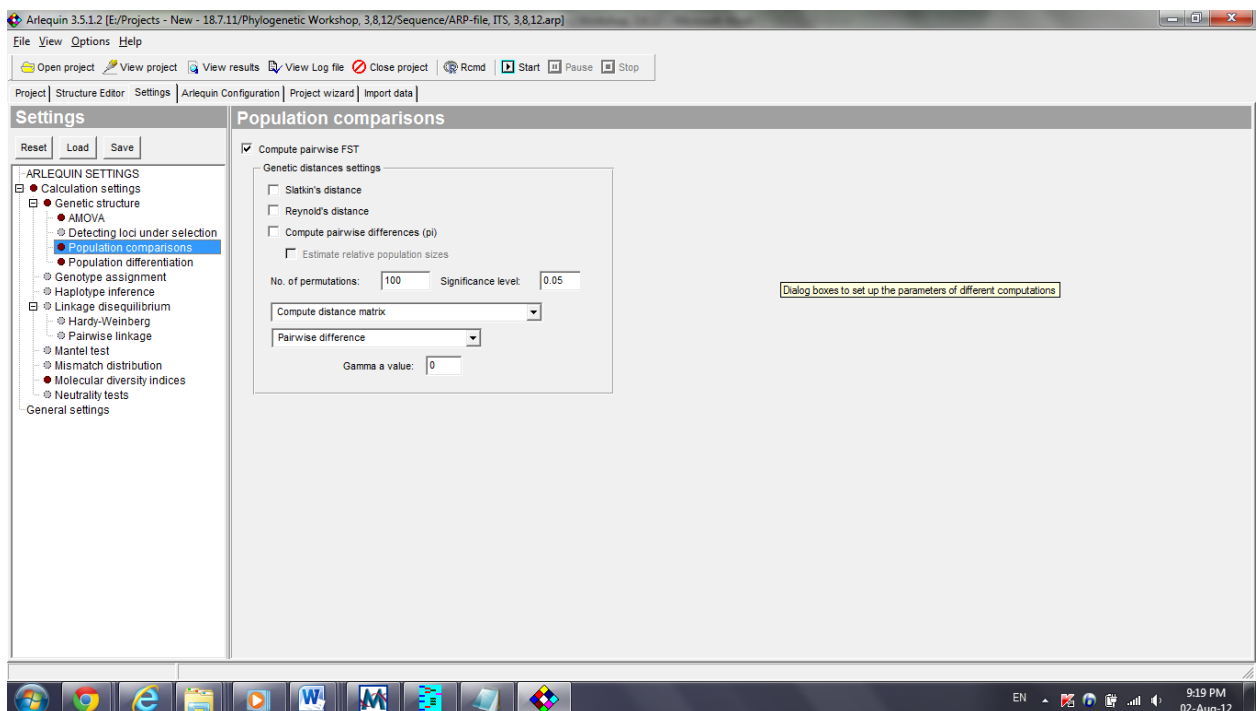 Arlequin 3.5.1.2 [E:/Projects - New - 18.7.11/Phylogenetic Workshop, 3,8,12/Sequence/ARP-file, ITS, 3,8,12.arp]
File View Options Help
Open project View project View results View Log file Close project Rcmd Start Pause Stop
Project Structure Editor Settings Arlequin Configuration Project wizard Import data
Settings
Reset Load Save
ARLEQUIN SETTINGS
Calculation settings
Genetic structure
AMOVA
Detecting loci under selection
Population comparisons
Population differentiation
Genotype assignment
Haplotype inference
Linkage disequilibrium
Hardy-Weinberg
Pairwise linkage
Mantel test
Mismatch distribution
Molecular diversity indices
Neutrality tests
General settings
Population comparisons
Compute pairwise FST
Genetic distances settings
Slatkin's distance
Reynold's distance
Compute pairwise differences (pi)
Estimate relative population sizes
No. of permutations: 100 Significance level: 0.05
Compute distance matrix
Pairwise difference
Gamma a value: 0
Dialog boxes to set up the parameters of different computations
EN 9:19 PM
02-Aug-12